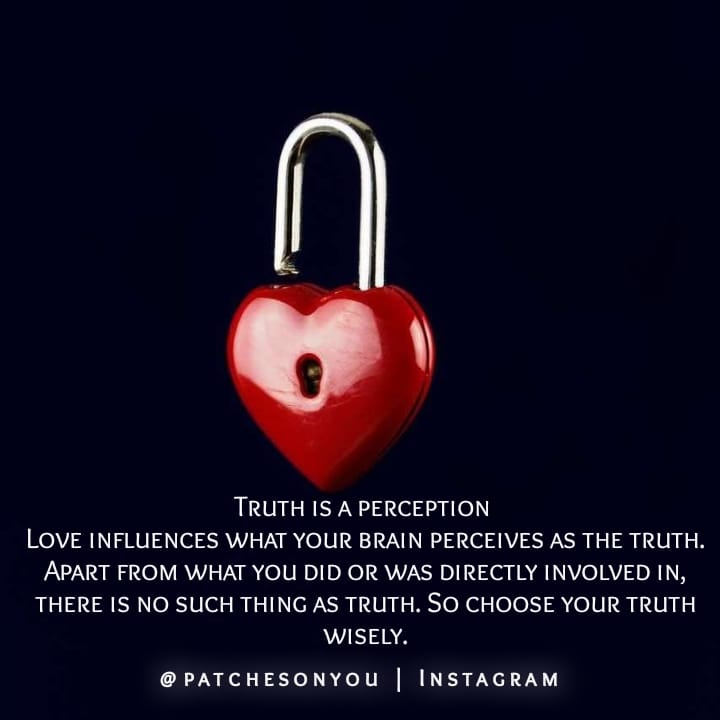 Truth is a perception
Love influences what your brain perceives as the truth.
Apart from what you did or was directly involved in,
there is no such thing as truth. So choose your truth
wisely.
@patchesonyou | Instagram